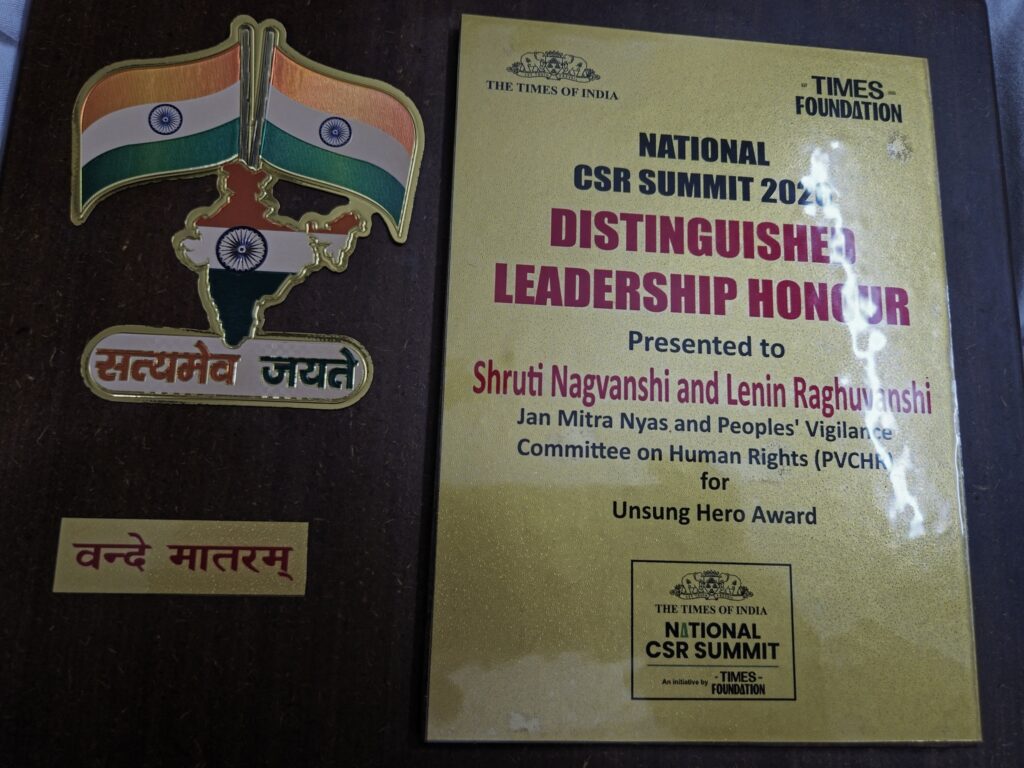 सत्यमेव जयते
वन्दे मातरम्
THE TIMES OF INDIA
TIMES
FOUNDATION
NATIONAL
CSR SUMMIT
DISTINGUISHED
LEADERSHIP HONOUR
Presented to
Shruti Nagvanshi and Lenin Raghuvanshi
Jan Mitra Nyas and Peoples' Vigilance
Committee on Human Rights (PVCHR)
for
Unsung Hero Award
THE TIMES OF INDIA
NATIONAL
CSR SUMMIT
An initiative by - TIMES -
FOUNDATION